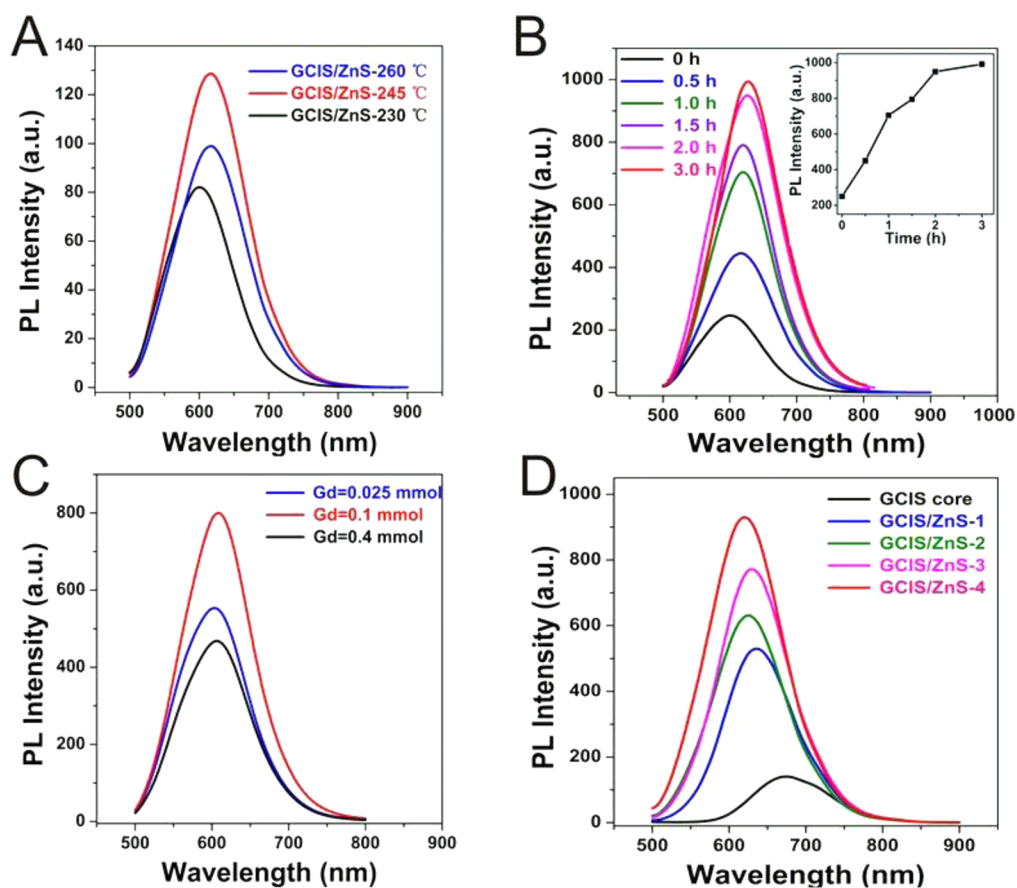 A
140
120
100
80
60
40
20
0
GCIS/ZnS-260 ℃
GCIS/ZnS-245 ℃
GCIS/ZnS-230 ℃
PL Intensity (a.u.)
500 600 700 800 900
Wavelength (nm)
B
1000
800
600
400
200
0
0 h
0.5 h
1.0 h
1.5 h
2.0 h
3.0 h
PL Intensity (a.u.)
1000
800
600
400
200
PL Intensity (a.u.)
0 1 2 3
Time (h)
500 600 700 800 900 1000
Wavelength (nm)
C
800
600
400
200
0
Gd=0.025 mmol
Gd=0.1 mmol
Gd=0.4 mmol
PL Intensity (a.u.)
500 600 700 800 900
Wavelength (nm)
D
1000
800
600
400
200
0
GCIS core
GCIS/ZnS-1
GCIS/ZnS-2
GCIS/ZnS-3
GCIS/ZnS-4
PL Intensity (a.u.)
500 600 700 800 900
Wavelength (nm)